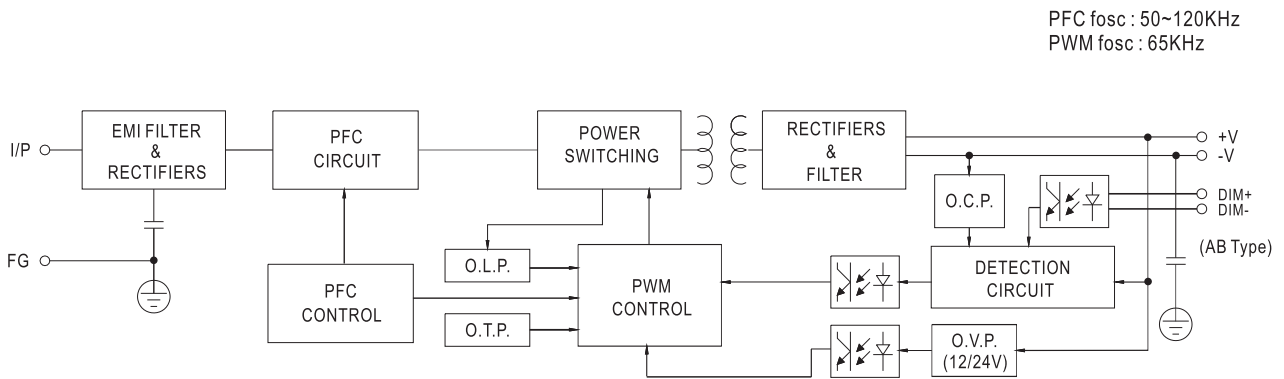 PFC fosc : 50~120KHz
PWM fosc : 65KHz
I/P
EMI FILTER
&
RECTIFIERS
PFC
CIRCUIT
POWER
SWITCHING
RECTIFIERS
&
FILTER
+V
-V
O.C.P.
DIM+
DIM-
(AB Type)
FG
O.L.P.
PFC
CONTROL
PWM
CONTROL
DETECTION
CIRCUIT
O.T.P.
O.V.P.
(12/24V)